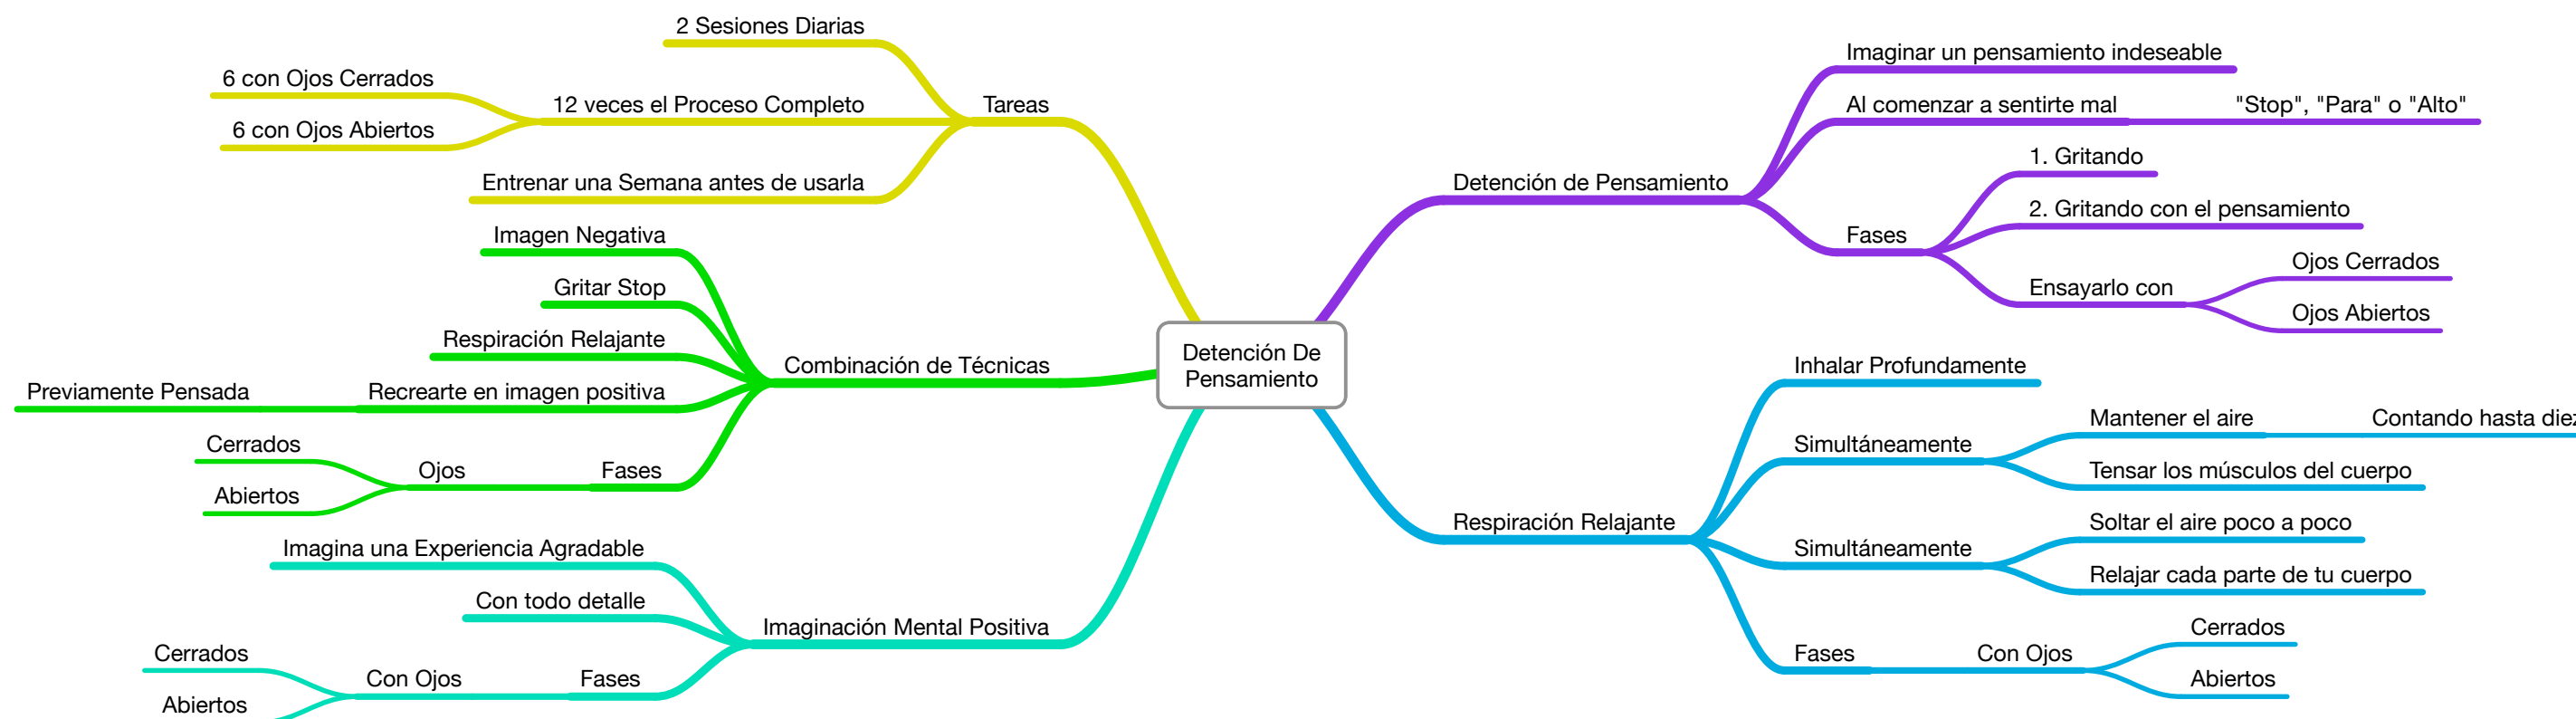 Detención De
Pensamiento
Detención de Pensamiento
Imaginar un pensamiento indeseable
Al comenzar a sentirte mal
"Stop", "Para" o "Alto"
Fases
1. Gritando
2. Gritando con el pensamiento
Ensayarlo con
Ojos Cerrados
Ojos Abiertos
Respiración Relajante
Inhalar Profundamente
Simultáneamente
Mantener el aire
Contando hasta diez
Tensar los músculos del cuerpo
Simultáneamente
Soltar el aire poco a poco
Relajar cada parte de tu cuerpo
Fases
Con Ojos
Cerrados
Abiertos
Tareas
2 Sesiones Diarias
12 veces el Proceso Completo
6 con Ojos Cerrados
6 con Ojos Abiertos
Entrenar una Semana antes de usarla
Combinación de Técnicas
Imagen Negativa
Gritar Stop
Respiración Relajante
Recrearte en imagen positiva
Previamente Pensada
Fases
Ojos
Cerrados
Abiertos
Imaginación Mental Positiva
Imagina una Experiencia Agradable
Con todo detalle
Fases
Con Ojos
Cerrados
Abiertos